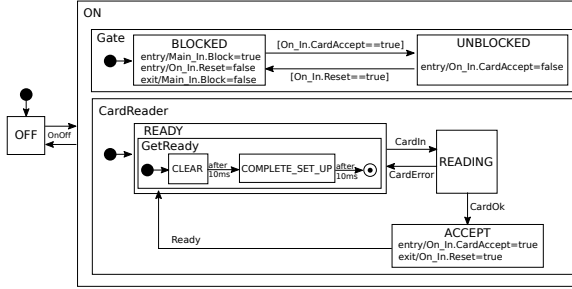 ON
Gate
BLOCKED
entry/Main_In.Block=true
entry/On_In.Reset=false
exit/Main_In.Block=false
[On_In.CardAccept==true]
[On_In.Reset==true]
UNBLOCKED
entry/On_In.CardAccept=false
OFF
OnOff
CardReader
READY
GetReady
CLEAR
after
10ms
COMPLETE_SET_UP
after
10ms
CardIn
CardError
READING
CardOk
Ready
ACCEPT
entry/On_In.CardAccept=true
exit/On_In.Reset=true